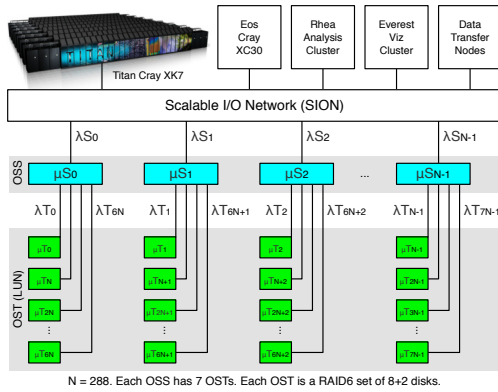 Titan Cray XK7
Eos
Cray
XC30
Rhea
Analysis
Cluster
Everest
Viz
Cluster
Data
Transfer
Nodes
Scalable I/O Network (SION)
λS0 λS1 λS2 λSN-1
OSS
μS0 μS1 μS2 ... μSN-1
λT0 λT6N λT1 λT6N+1 λT2 λT6N+2 λTN-1 λT7N-1
OST (LUN)
μT0 μT1 μT2 μTN-1
μTN μTN+1 μTN+2 μT2N-1
μT2N μT2N+1 μT2N+2 μT3N-1
⋮ ⋮ ⋮ ⋮
μT6N μT6N+1 μT6N+2 μT7N-1
N = 288. Each OSS has 7 OSTs. Each OST is a RAID6 set of 8+2 disks.